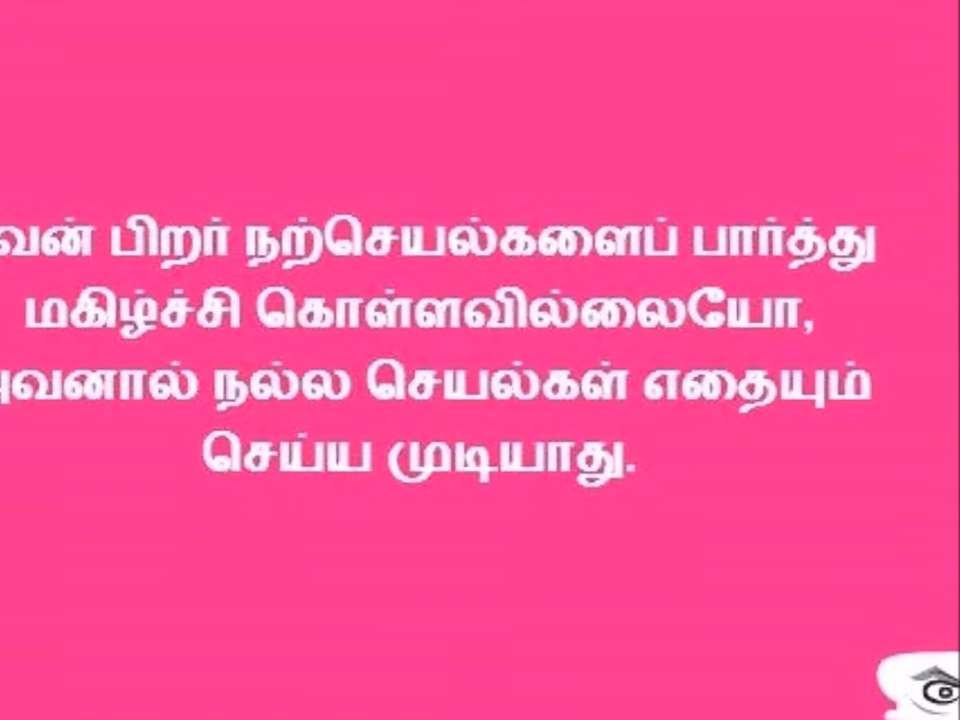 பிறர் நற்செயல்களைப் பார்த்து
மகிழ்ச்சி கொள்ளவில்லையோ,
நல்ல செயல்கள் எதையும்
செய்ய முடியாது.